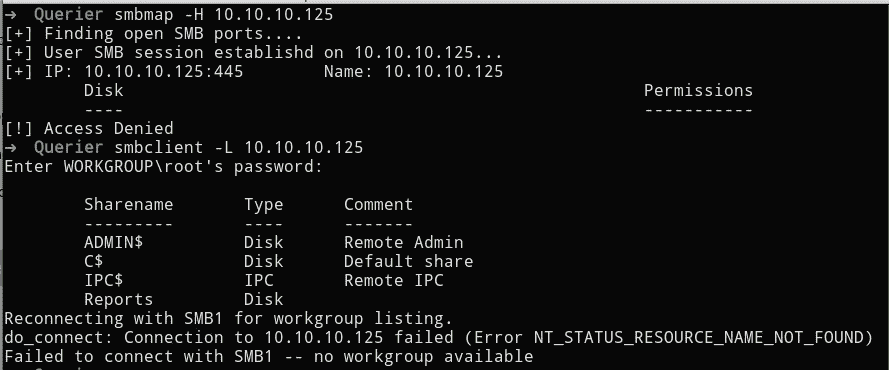 ➜ Querier smbmap -H 10.10.10.125
[+] Finding open SMB ports....
[+] User SMB session establishd on 10.10.10.125...
[+] IP: 10.10.10.125:445        Name: 10.10.10.125
        Disk                                                    Permissions
        ----                                                    -----------
[!] Access Denied
➜ Querier smbclient -L 10.10.10.125
Enter WORKGROUP\root's password:
        Sharename       Type      Comment
        ---------       ----      -------
        ADMIN$          Disk      Remote Admin
        C$              Disk      Default share
        IPC$            IPC       Remote IPC
        Reports         Disk
Reconnecting with SMB1 for workgroup listing.
do_connect: Connection to 10.10.10.125 failed (Error NT_STATUS_RESOURCE_NAME_NOT_FOUND)
Failed to connect with SMB1 -- no workgroup available